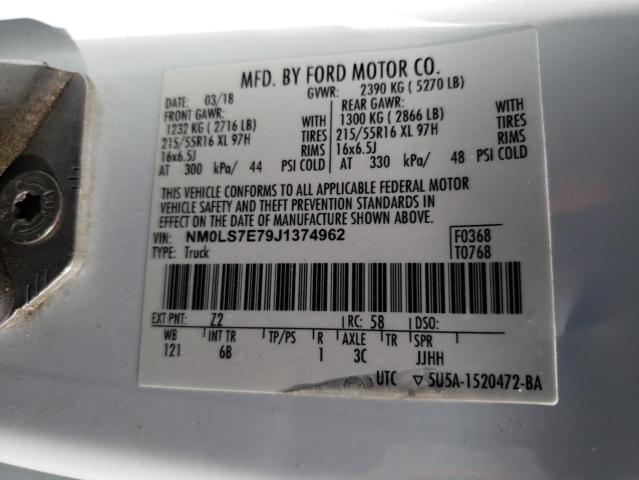 MFD. BY FORD MOTOR CO.
DATE: 03/18 GVWR: 2390 KG ( 5270 LB)
FRONT GAWR: REAR GAWR:
1232 KG ( 2716 LB) WITH 1300 KG ( 2866 LB) WITH
215/55R16 XL 97H TIRES 215/55R16 XL 97H TIRES
16x6.5J RIMS 16x6.5J RIMS
AT 300 kPa/ 44 PSI COLD AT 330 kPa/ 48 PSI COLD
THIS VEHICLE CONFORMS TO ALL APPLICABLE FEDERAL MOTOR
VEHICLE SAFETY AND THEFT PREVENTION STANDARDS IN
EFFECT ON THE DATE OF MANUFACTURE SHOWN ABOVE.
VIN: NM0LS7E79J1374962 F0368
TYPE: Truck T0768
EXT PNT: Z2 RC: 58 DSO:
WB INT TR TP/PS R AXLE TR SPR
121 6B 1 3C JJHH
UTC ▽ 5U5A-1520472-BA